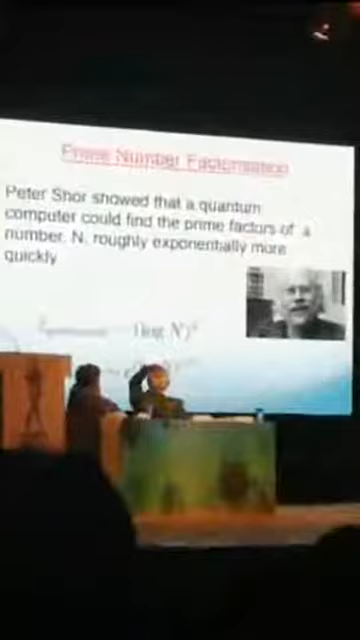 Prime Number Factorisation
Peter Shor showed that a quantum
computer could find the prime factors of a
number, N, roughly exponentially more
quickly
(log N)